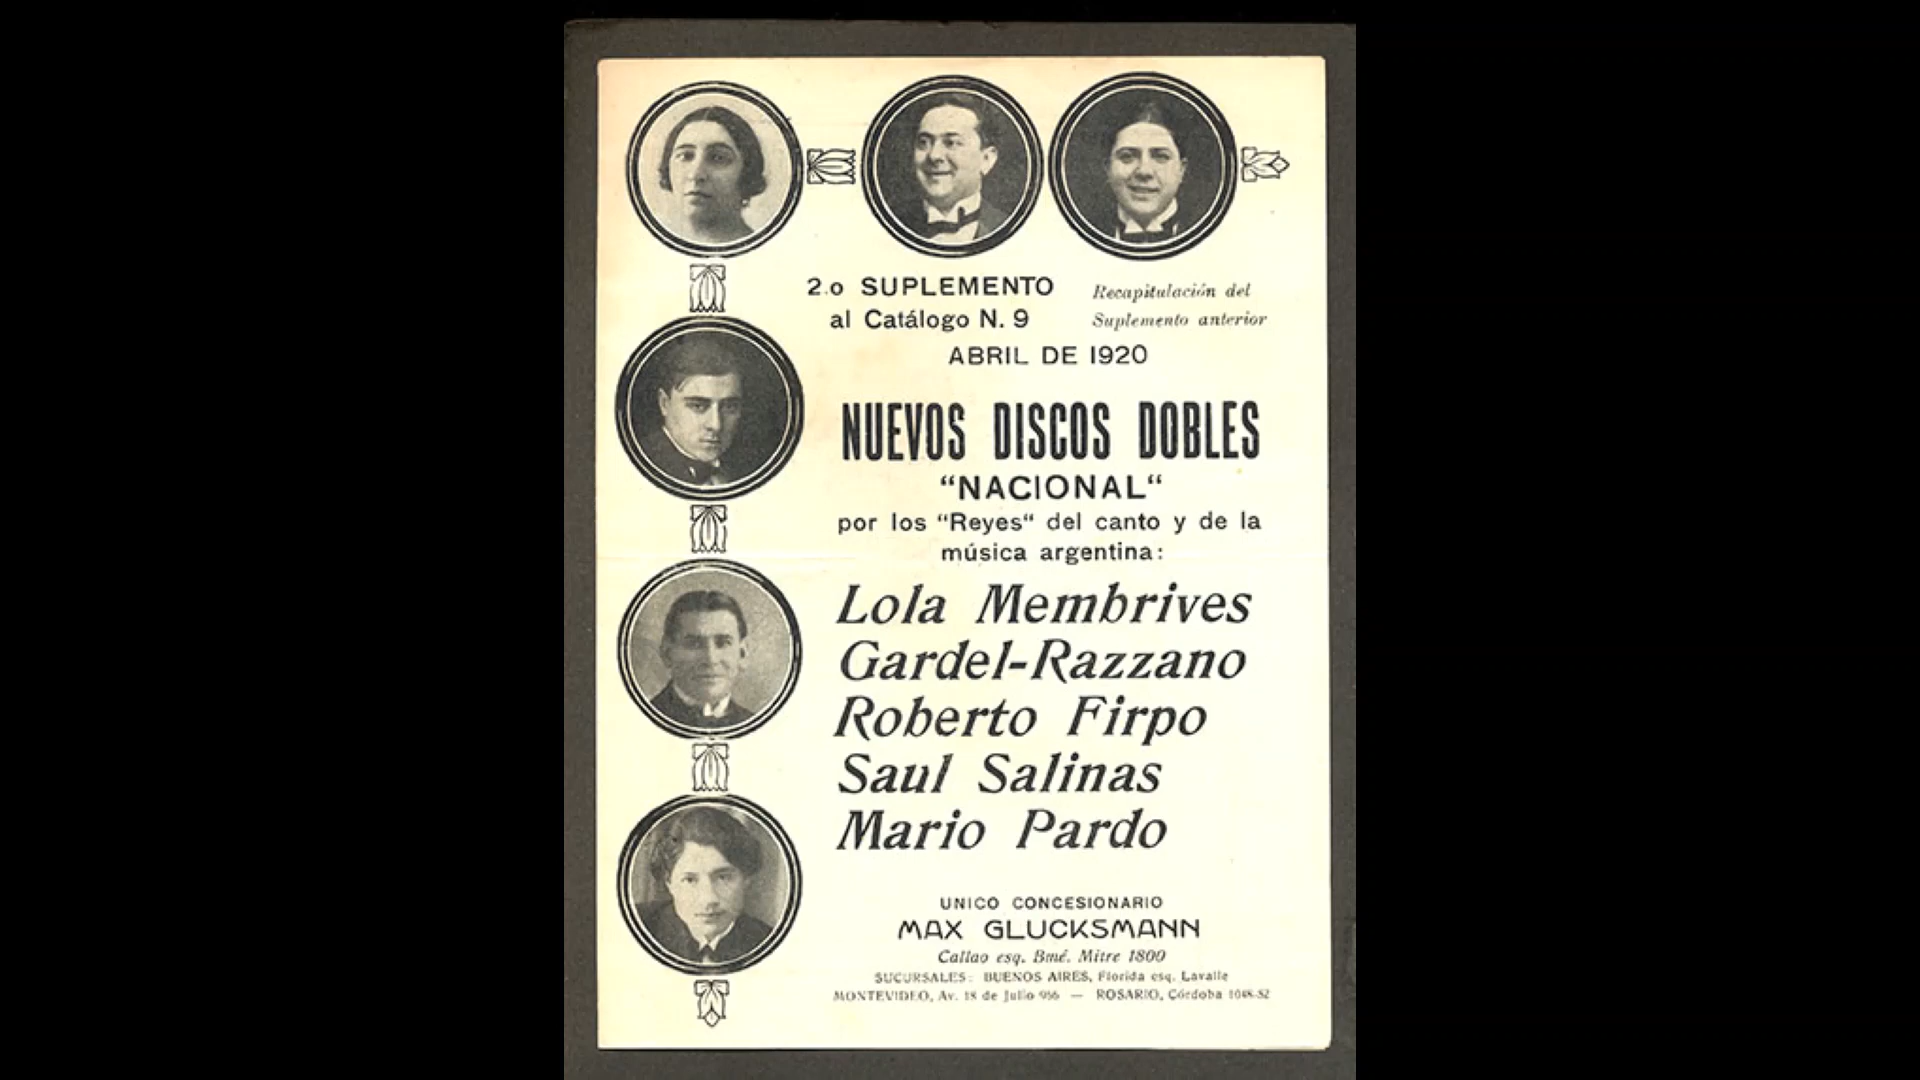 2.o SUPLEMENTO
al Catálogo N. 9
Recapitulación del
Suplemento anterior
ABRIL DE 1920
NUEVOS DISCOS DOBLES
“NACIONAL“
por los “Reyes“ del canto y de la
música argentina:
Lola Membrives
Gardel-Razzano
Roberto Firpo
Saul Salinas
Mario Pardo
UNICO CONCESIONARIO
MAX GLUCKSMANN
Callao esq. Bmé. Mitre 1800
SUCURSALES: BUENOS AIRES, Florida esq. Lavalle
MONTEVIDEO, Av. 18 de Julio 966 — ROSARIO, Córdoba 1048-52